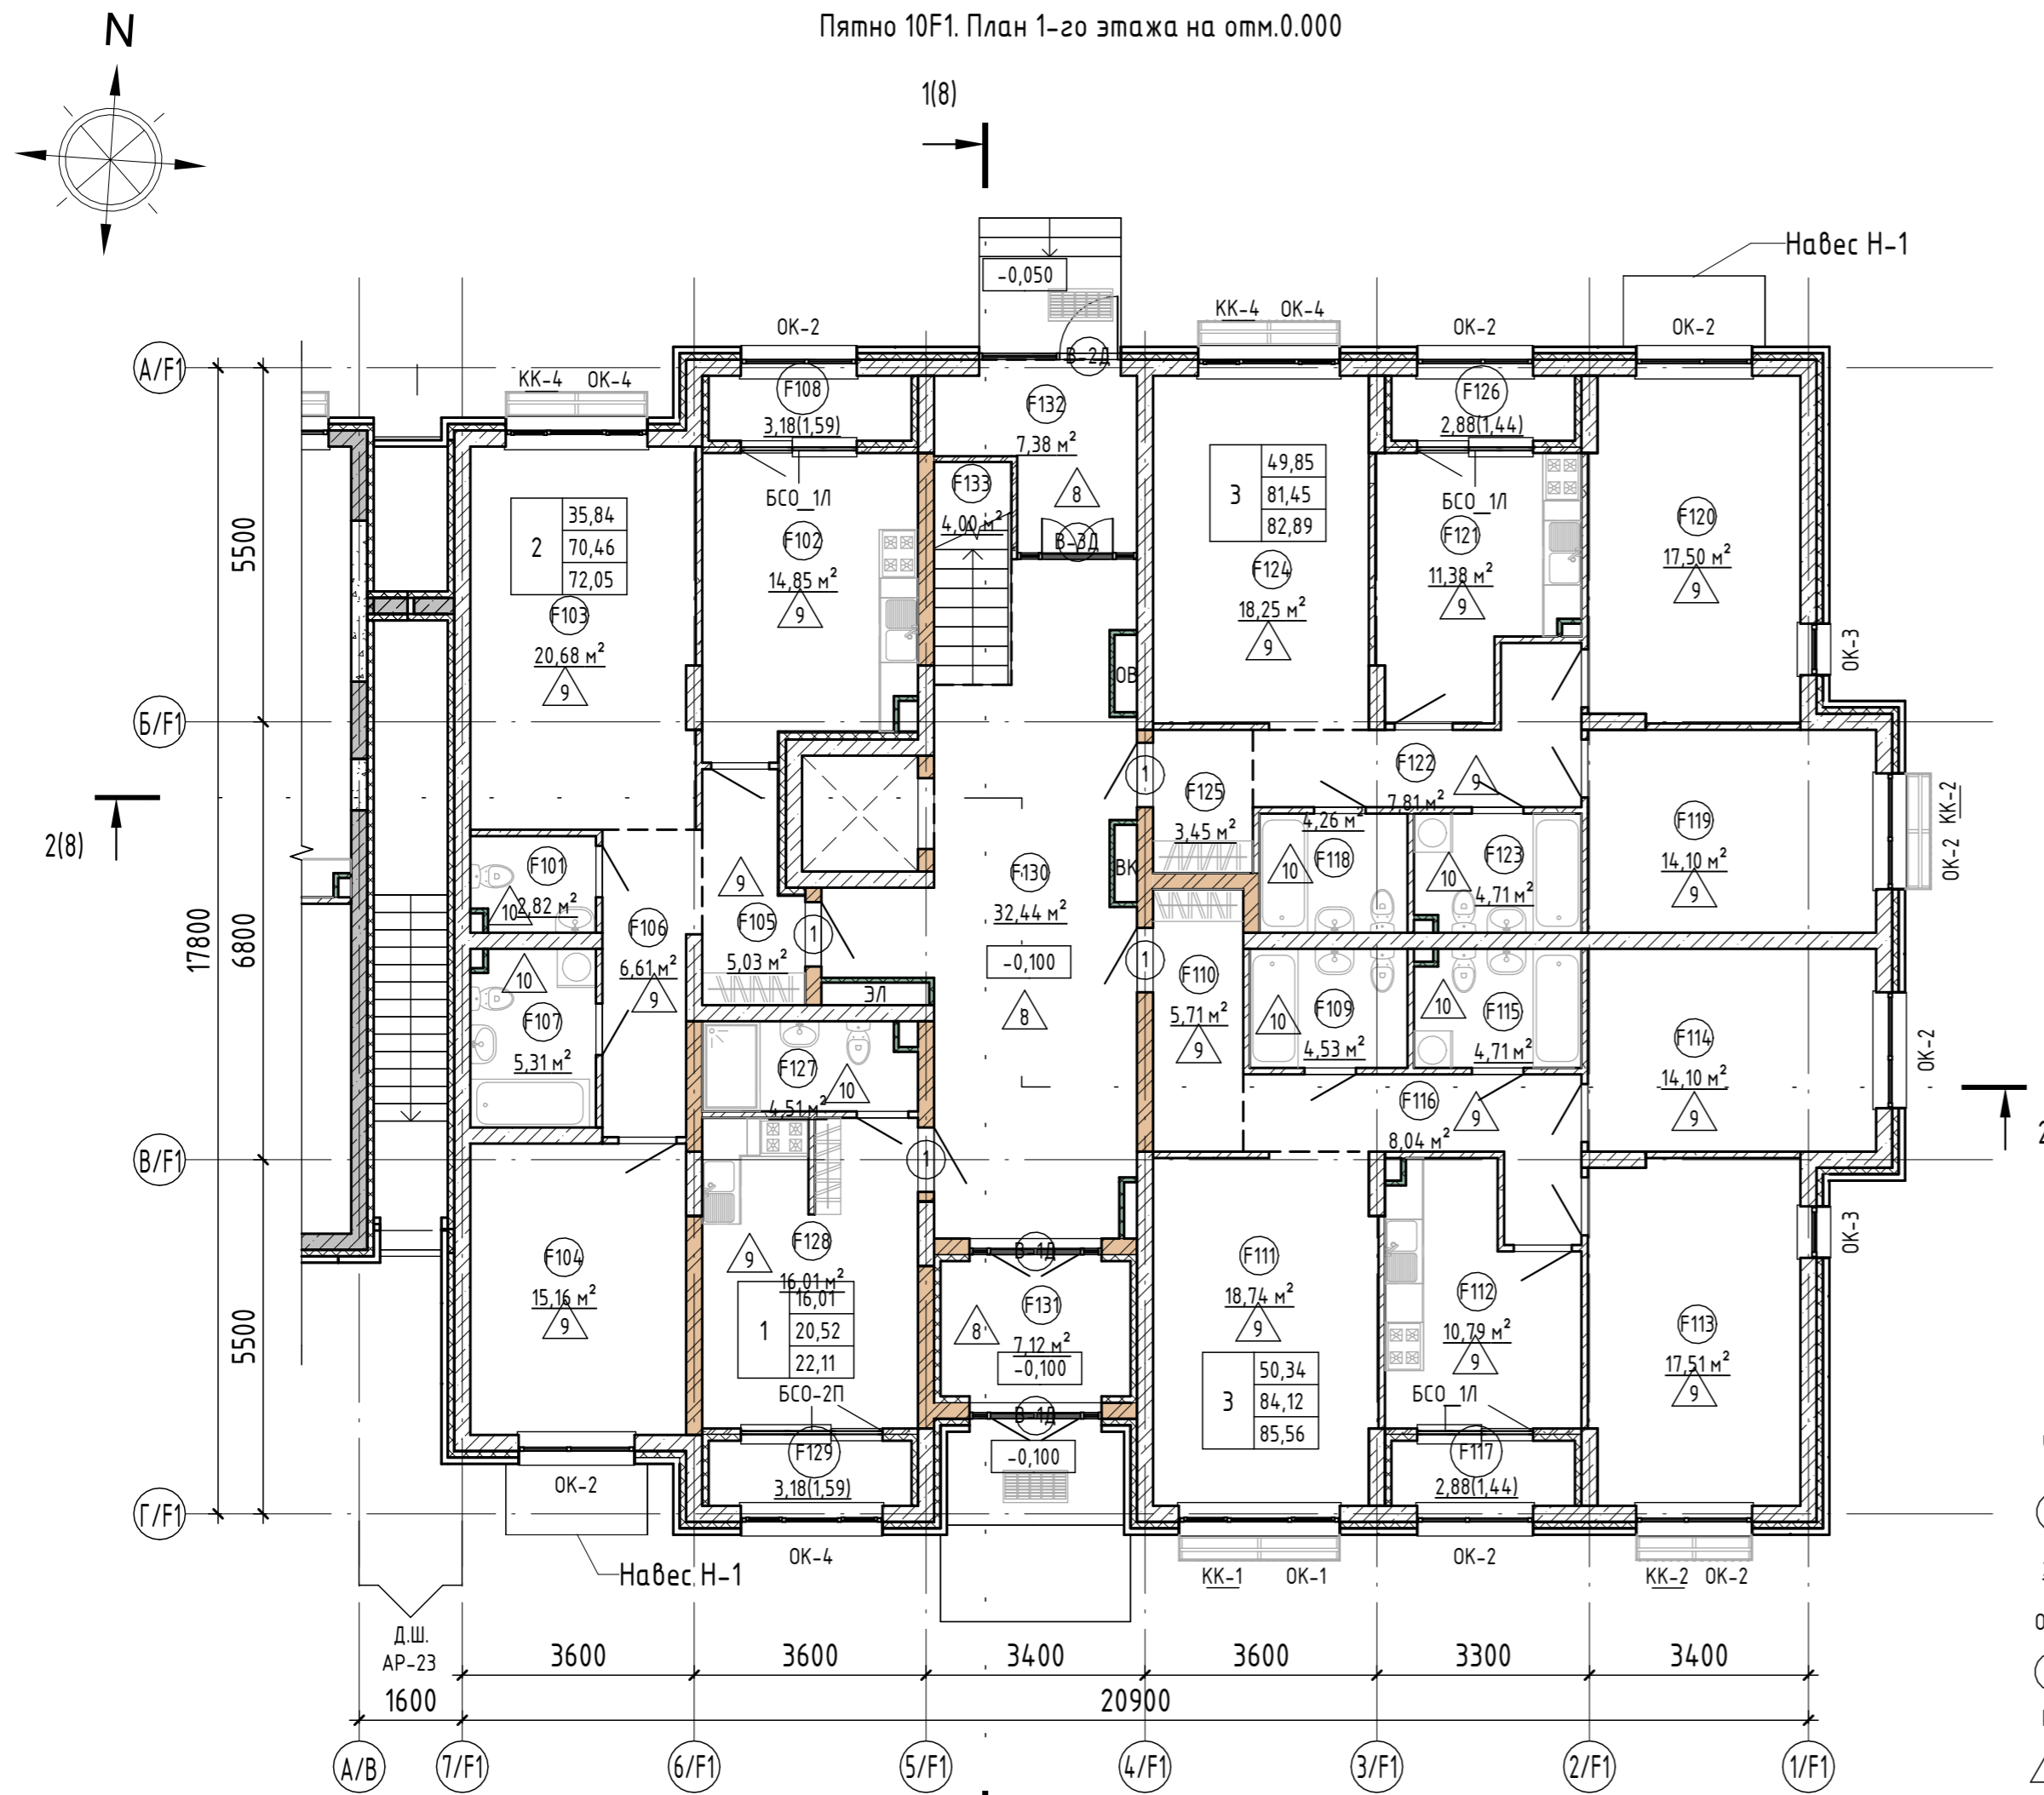 Пятно 10F1. План 1-го этажа на отм.0.000
N
1(8)
Навес Н-1
-0,050
ОК-2
КК-4 ОК-4
ОК-2
ОК-2
В-2Д
А/F1
КК-4 ОК-4
F108
3,18(1,59)
F132
7,38 м²
F126
2,88(1,44)
2
35,84
70,46
72,05
БСО_1Л
F133
4,00 м²
8
3
49,85
81,45
82,89
БСО_1Л
F102
14,85 м²
9
В-3Д
F121
11,38 м²
9
F120
17,50 м²
9
5500
F103
20,68 м²
9
F124
18,25 м²
9
ОК-3
ОВ
Б/F1
F122
9
7,81 м²
1
F125
3,45 м²
КК-2
ОК-2
2(8)
F119
14,10 м²
9
4,26 м²
F118
10
F123
10
4,71 м²
F101
10
2,82 м²
9
F105
5,03 м²
1
F130
32,44 м²
-0,100
8
ВК
17800
6800
F106
6,61 м²
9
10
F107
5,31 м²
ЭЛ
1
F110
5,71 м²
9
F109
10
4,53 м²
F115
10
4,71 м²
F114
14,10 м²
9
ОК-2
F127
10
4,51 м²
F116
9
8,04 м²
2
В/F1
1
F104
15,16 м²
9
F128
9
16,01 м²
1
16,01
20,52
22,11
БСО-2П
В-1Д
F131
7,12 м²
-0,100
8
F111
18,74 м²
9
3
50,34
84,12
85,56
F112
10,79 м²
9
БСО_1Л
F113
17,51 м²
9
ОК-3
5500
В-1Д
-0,100
F129
3,18(1,59)
F117
2,88(1,44)
ОК-2
Г/F1
Навес Н-1
ОК-4
КК-1 ОК-1
ОК-2
КК-2 ОК-2
Д.Ш.
АР-23
3600
3600
3400
3600
3300
3400
1600
20900
А/В
7/F1
6/F1
5/F1
4/F1
3/F1
2/F1
1/F1